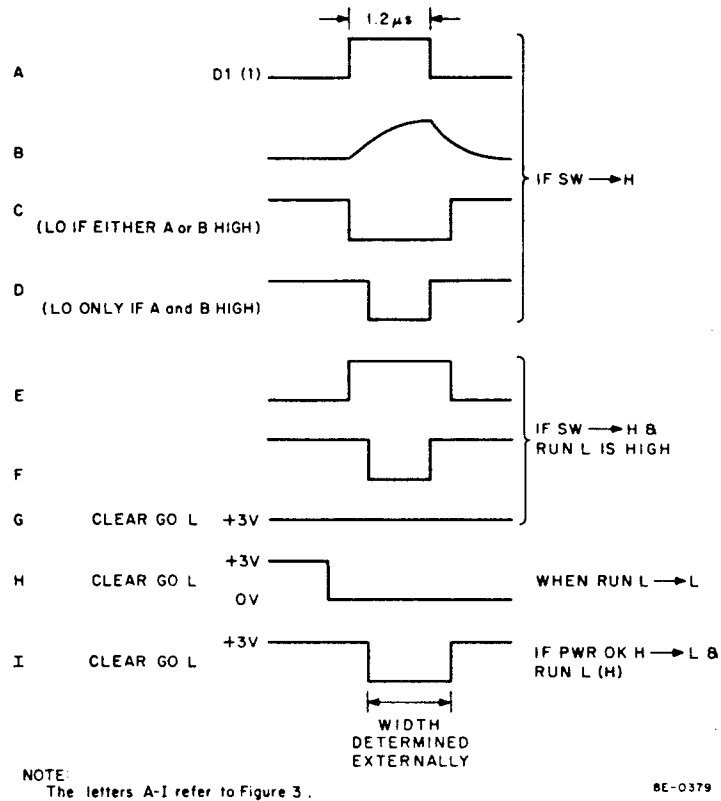 1.2 μs
A D1 (1)
B
IF SW → H
C
(LO IF EITHER A or B HIGH)
D
(LO ONLY IF A and B HIGH)
E
IF SW → H &
RUN L IS HIGH
F
G CLEAR GO L +3V
+3V
H CLEAR GO L WHEN RUN L → L
0V
+3V
I CLEAR GO L IF PWR OK H → L &
RUN L (H)
WIDTH
DETERMINED
EXTERNALLY
NOTE:
The letters A-I refer to Figure 3.
8E-0379